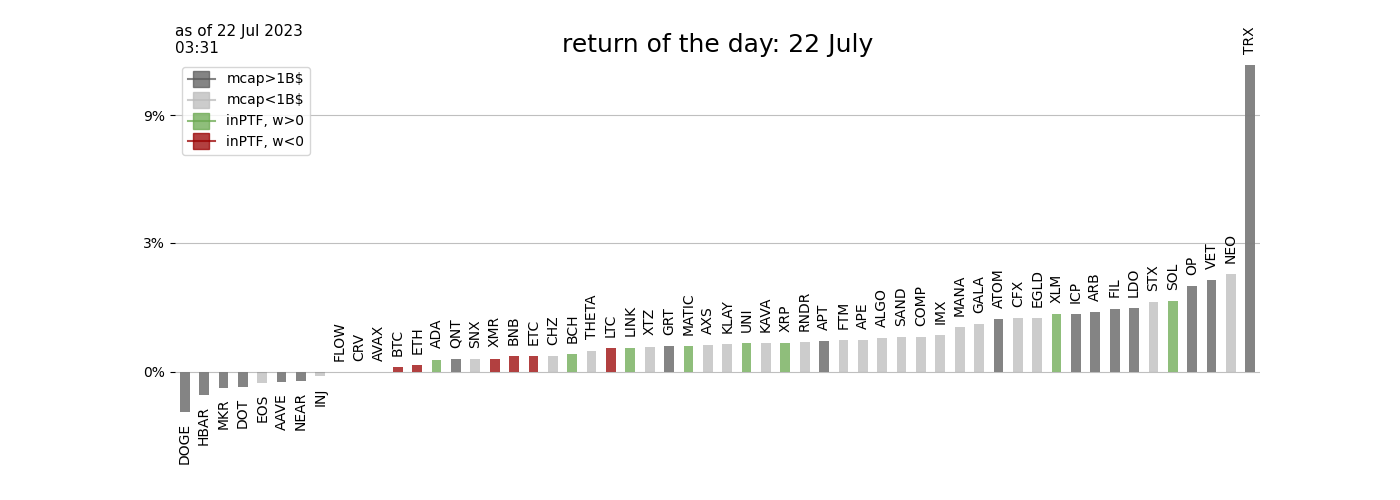 as of 22 Jul 2023
03:31
return of the day: 22 July
mcap>1B$
mcap<1B$
inPTF, w>0
inPTF, w<0
9%
3%
0%
DOGE
HBAR
MKR
DOT
EOS
AAVE
NEAR
INJ
FLOW
CRV
AVAX
BTC
ETH
ADA
QNT
SNX
XMR
BNB
ETC
CHZ
BCH
THETA
LTC
LINK
XTZ
GRT
MATIC
AXS
KLAY
UNI
KAVA
XRP
RNDR
APT
FTM
APE
ALGO
SAND
COMP
IMX
MANA
GALA
ATOM
CFX
EGLD
XLM
ICP
ARB
FIL
LDO
STX
SOL
OP
VET
NEO
TRX